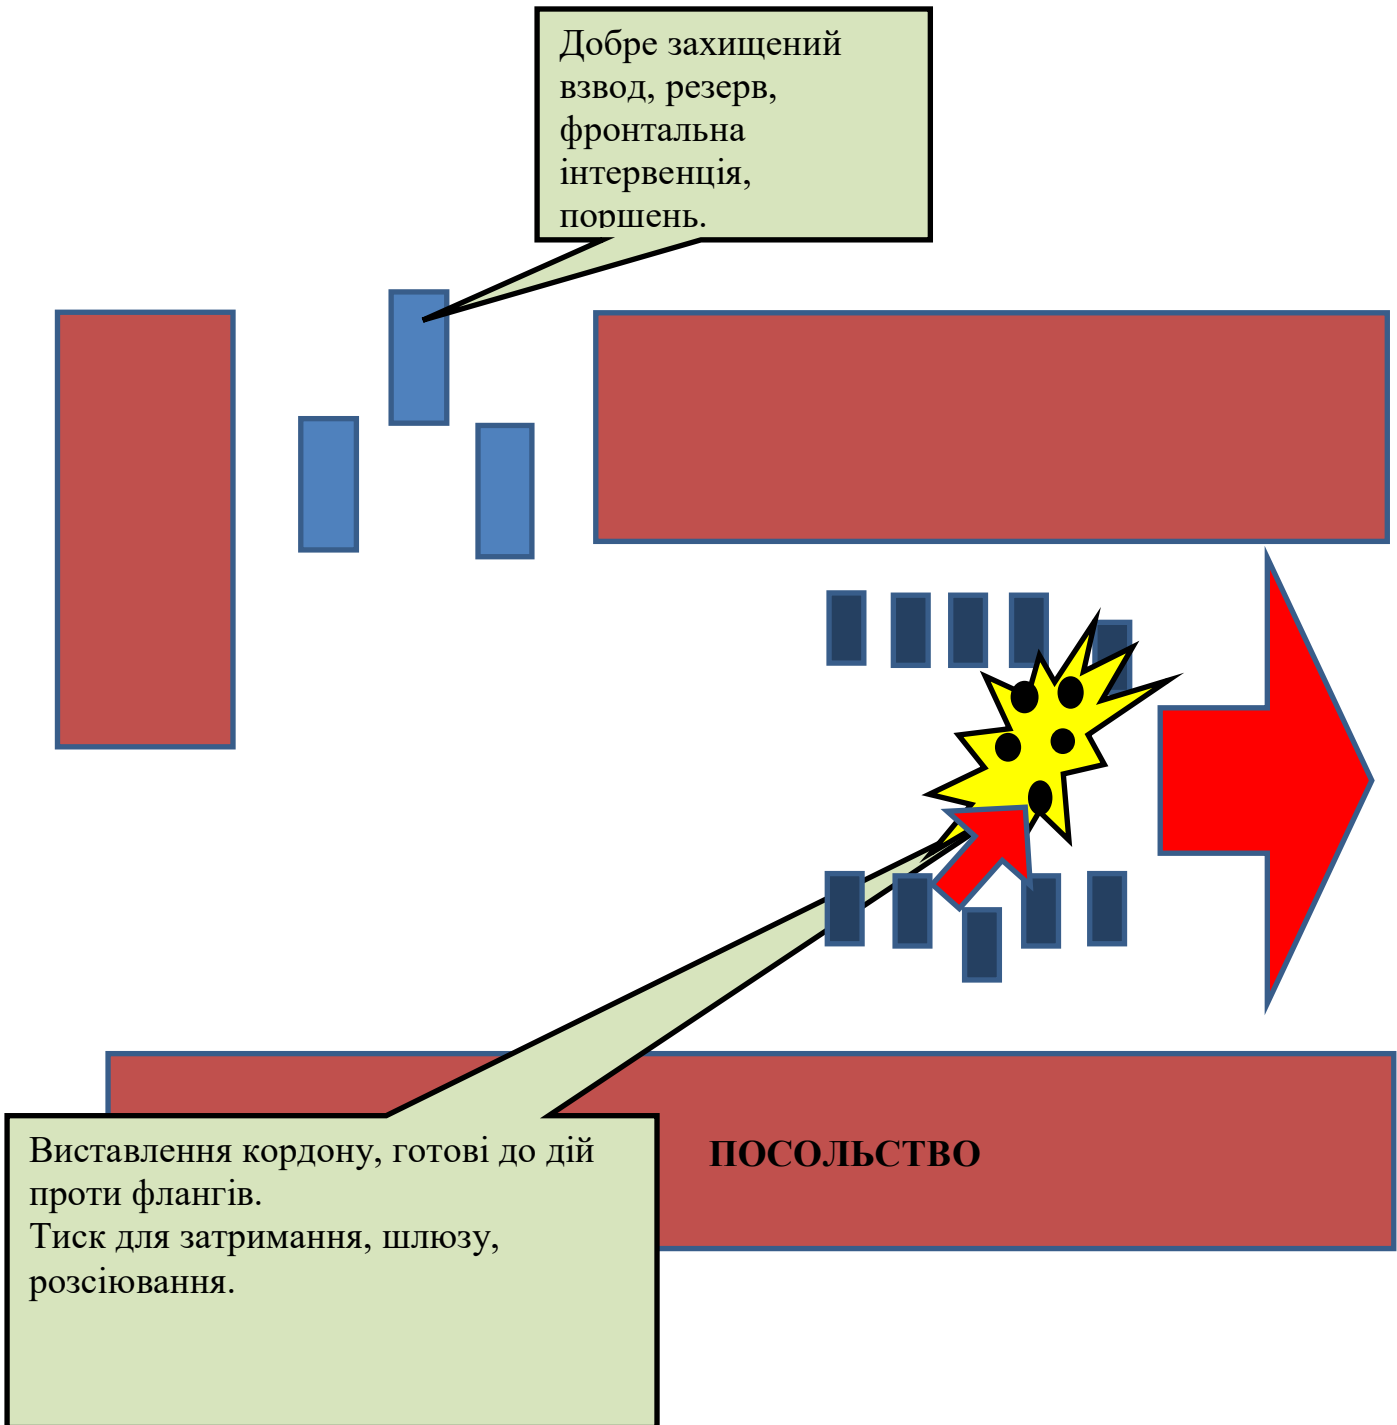 Добре захищений
взвод, резерв,
фронтальна
інтервенція,
поршень.
Виставлення кордону, готові до дій
проти флангів.
Тиск для затримання, шлюзу,
розсіювання.
ПОСОЛЬСТВО